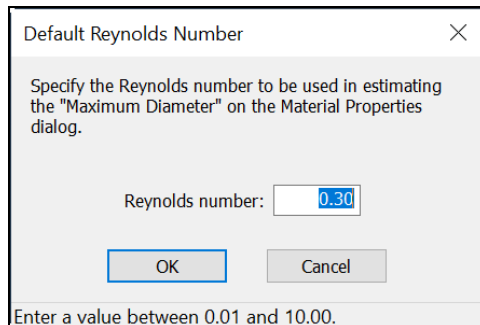 Default Reynolds Number
Specify the Reynolds number to be used in estimating
the "Maximum Diameter" on the Material Properties
dialog.
Reynolds number: 0.30
OK Cancel
Enter a value between 0.01 and 10.00.